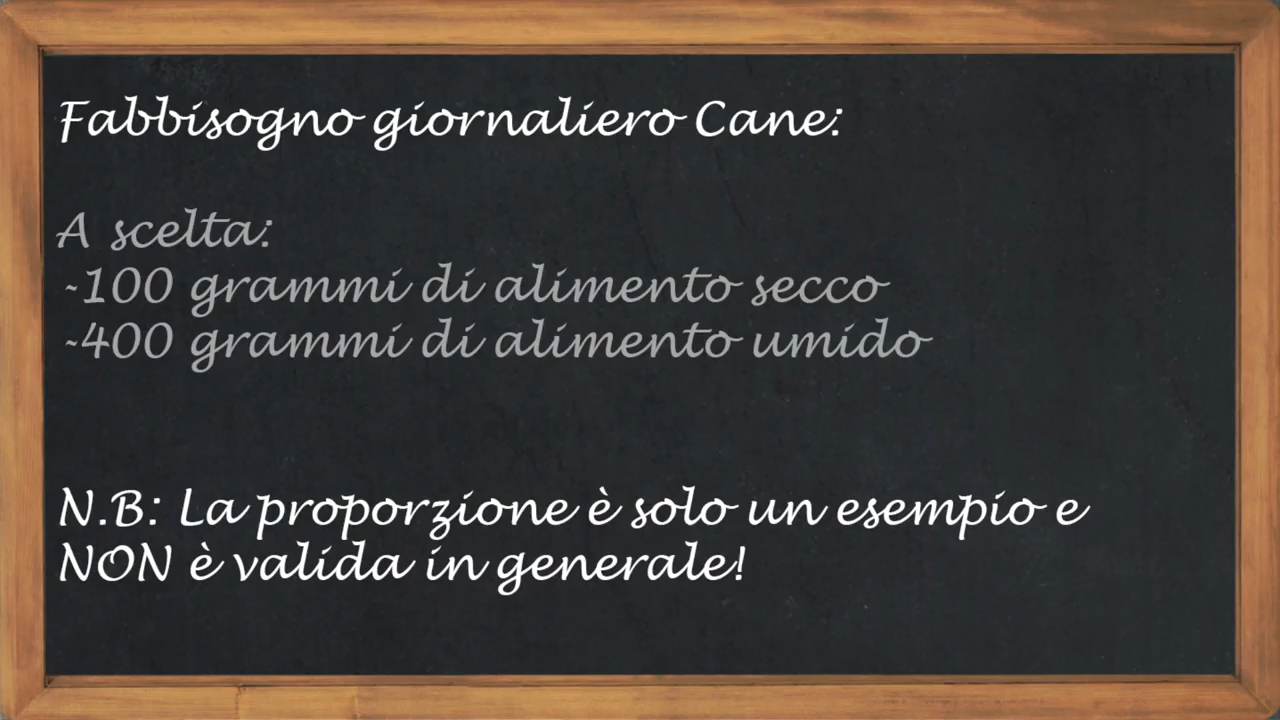 Fabbisogno giornaliero Cane:
A scelta:
-100 grammi di alimento secco
-400 grammi di alimento umido
N.B: La proporzione è solo un esempio e
NON è valida in generale!